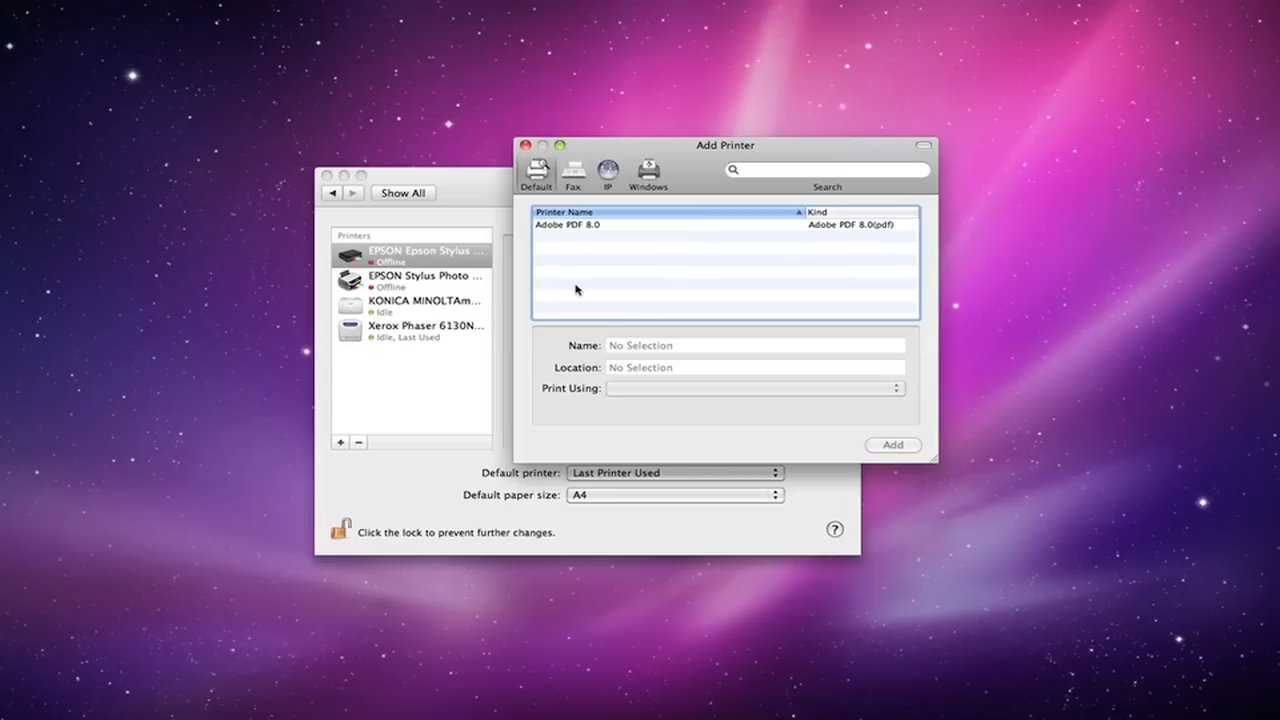 Add Printer
Default
Fax
IP
Windows
Search
Show All
Printer Name
Kind
Adobe PDF 8.0
Adobe PDF 8.0(pdf)
Printers
EPSON Epson Stylus ...
Offline
EPSON Stylus Photo ...
Offline
KONICA MINOLTAm...
Idle
Xerox Phaser 6130N...
Idle, Last Used
Name: No Selection
Location: No Selection
Print Using:
+ −
Add
Default printer: Last Printer Used
Default paper size: A4
Click the lock to prevent further changes.
?